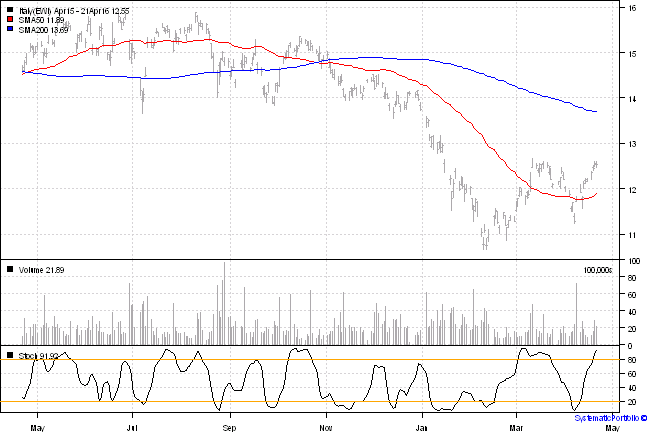 Italy(EWI) Apr15 - 21Apr16 12.55
SMA50 11.89
SMA200 13.69
16
15
14
13
12
11
Volume 21.89
100,000s
100
80
60
40
20
0
Stoch 91.92
80
60
40
20
May Jul Sep Nov Jan Mar May
SystematicPortfolio ©